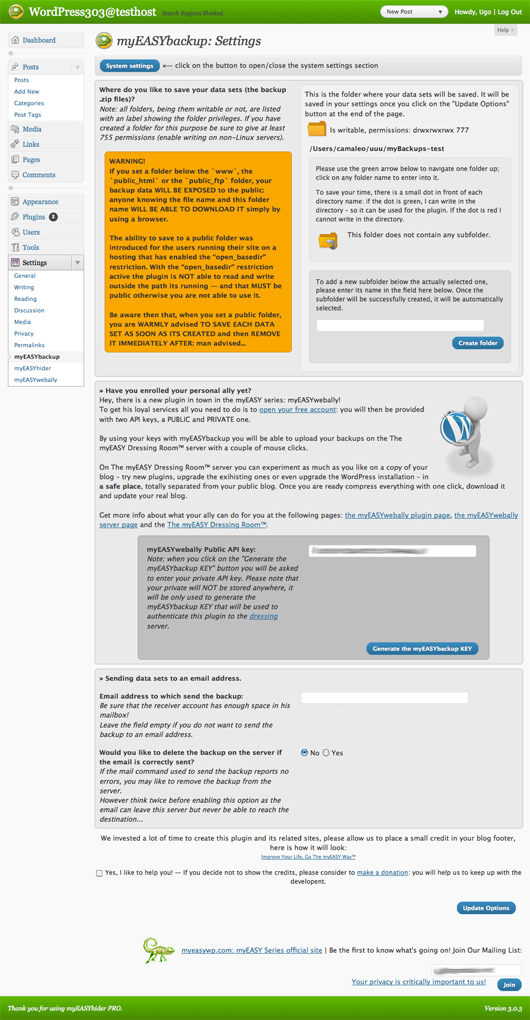 WordPress303@testhost Search Engines Blocked
New Post
Howdy, Ugo | Log Out
Help
Dashboard
Posts
Posts
Add New
Categories
Post Tags
Media
Links
Pages
Comments
Appearance
Plugins 2
Users
Tools
Settings
General
Writing
Reading
Discussion
Media
Privacy
Permalinks
myEASYbackup
myEASYhider
myEASYwebally
myEASYbackup: Settings
System settings ⟵ click on the button to open/close the system settings section
Where do you like to save your data sets (the backup
.zip files)?
Note: all folders, being them writable or not, are listed
with an label showing the folder privileges. If you have
created a folder for this purpose be sure to give at least
755 permissions (enable writing on non-Linux servers).
WARNING!
If you set a folder below the `www`, the
`public_html` or the `public_ftp` folder, your
backup data WILL BE EXPOSED to the public:
anyone knowing the file name and this folder
name WILL BE ABLE TO DOWNLOAD IT simply by
using a browser.
The ability to save to a public folder was
introduced for the users running their site on a
hosting that has enabled the "open_basedir"
restriction. With the "open_basedir" restriction
active the plugin is NOT able to read and write
outside the path its running — and that MUST be
public otherwise you are not able to use it.
Be aware then that, when you set a public folder,
you are WARMLY advised TO SAVE EACH DATA
SET AS SOON AS ITS CREATED and then REMOVE
IT IMMEDIATELY AFTER: man advised...
This is the folder where your data sets will be saved. It will be
saved in your settings once you click on the "Update Options"
button at the end of the page.
Is writable, permissions: drwxrwxrwx 777
/Users/camaleo/uuu/myBackups-test
Please use the green arrow below to navigate one folder up;
click on any folder name to enter into it.
To save your time, there is a small dot in front of each
directory name: if the dot is green, I can write in the
directory - so it can be used for the plugin. If the dot is red I
cannot write in the directory.
This folder does not contain any subfolder.
To add a new subfolder below the actually selected one,
please enter its name in the field here below. Once the
subfolder will be successfully created, it will be automatically
selected.
Create folder
» Have you enrolled your personal ally yet?
Hey, there is a new plugin in town in the myEASY series: myEASYwebally!
To get his loyal services all you need to do is to open your free account: you will then be provided
with two API keys, a PUBLIC and PRIVATE one.
By using your keys with myEASYbackup you will be able to upload your backups on the The
myEASY Dressing Room™ server with a couple of mouse clicks.
On The myEASY Dressing Room™ server you can experiment as much as you like on a copy of your
blog - try new plugins, upgrade the exihisting ones or even upgrade the WordPress installation - in
a safe place, totally separated from your public blog. Once you are ready compress everything with one click, download it
and update your real blog.
Get more info about what your ally can do for you at the following pages: the myEASYwebally plugin page, the myEASYwebally
server page and the The myEASY Dressing Room™.
myEASYwebally Public API key:
Note: when you click on the "Generate the
myEASYbackup KEY" button you will be asked
to enter your private API key. Please note that
your private will NOT be stored anywhere, it
will be only used to generate the
myEASYbackup KEY that will be used to
authenticate this plugin to the dressing
server.
Generate the myEASYbackup KEY
» Sending data sets to an email address.
Email address to which send the backup:
Be sure that the receiver account has enough space in his
mailbox!
Leave the field empty if you do not want to send the
backup to an email address.
Would you like to delete the backup on the server if
the email is correctly sent?
If the mail command used to send the backup reports no
errors, you may like to remove the backup from the
server.
However think twice before enabling this option as the
email can leave this server but never be able to reach the
destination...
No Yes
We invested a lot of time to create this plugin and its related sites, please allow us to place a small credit in your blog footer,
here is how it will look:
Improve Your Life, Go The myEASY Way™
Yes, I like to help you! — If you decide not to show the credits, please consider to make a donation: you will help us to keep up with the
developent.
Update Options
myeasywp.com: myEASY Series official site | Be the first to know what's going on! Join Our Mailing List:
Your privacy is critically important to us! Join
Thank you for using myEASYhider PRO.
Version 3.0.3